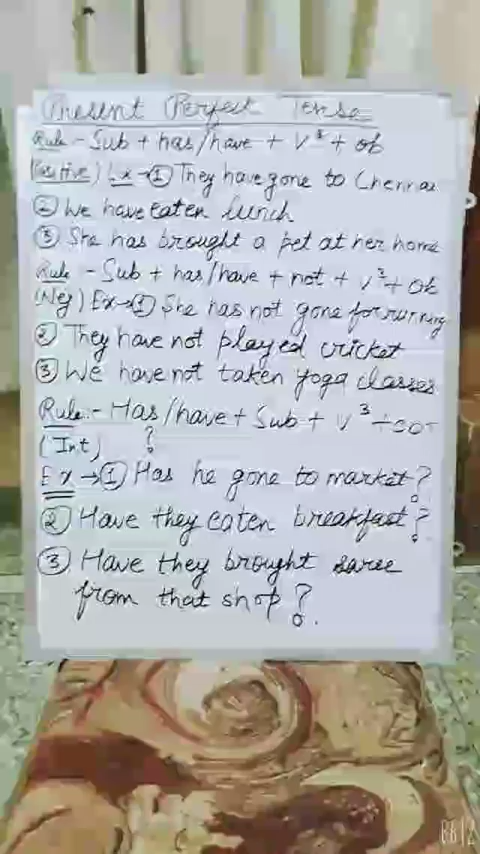 Present Perfect Tense
Rule - Sub + has/have + V³ + ob
(Positive) Ex → ① They have gone to Chennai
② We have eaten lunch
③ She has brought a pet at her home
Rule - Sub + has/have + not + V³ + ob
(Neg) Ex → ① She has not gone for running
② They have not played cricket
③ We have not taken yoga classes
Rule :- Has/have + Sub + V³ +
(Int) ?
Ex → ① Has he gone to market?
② Have they eaten breakfast?
③ Have they brought saree
from that shop?